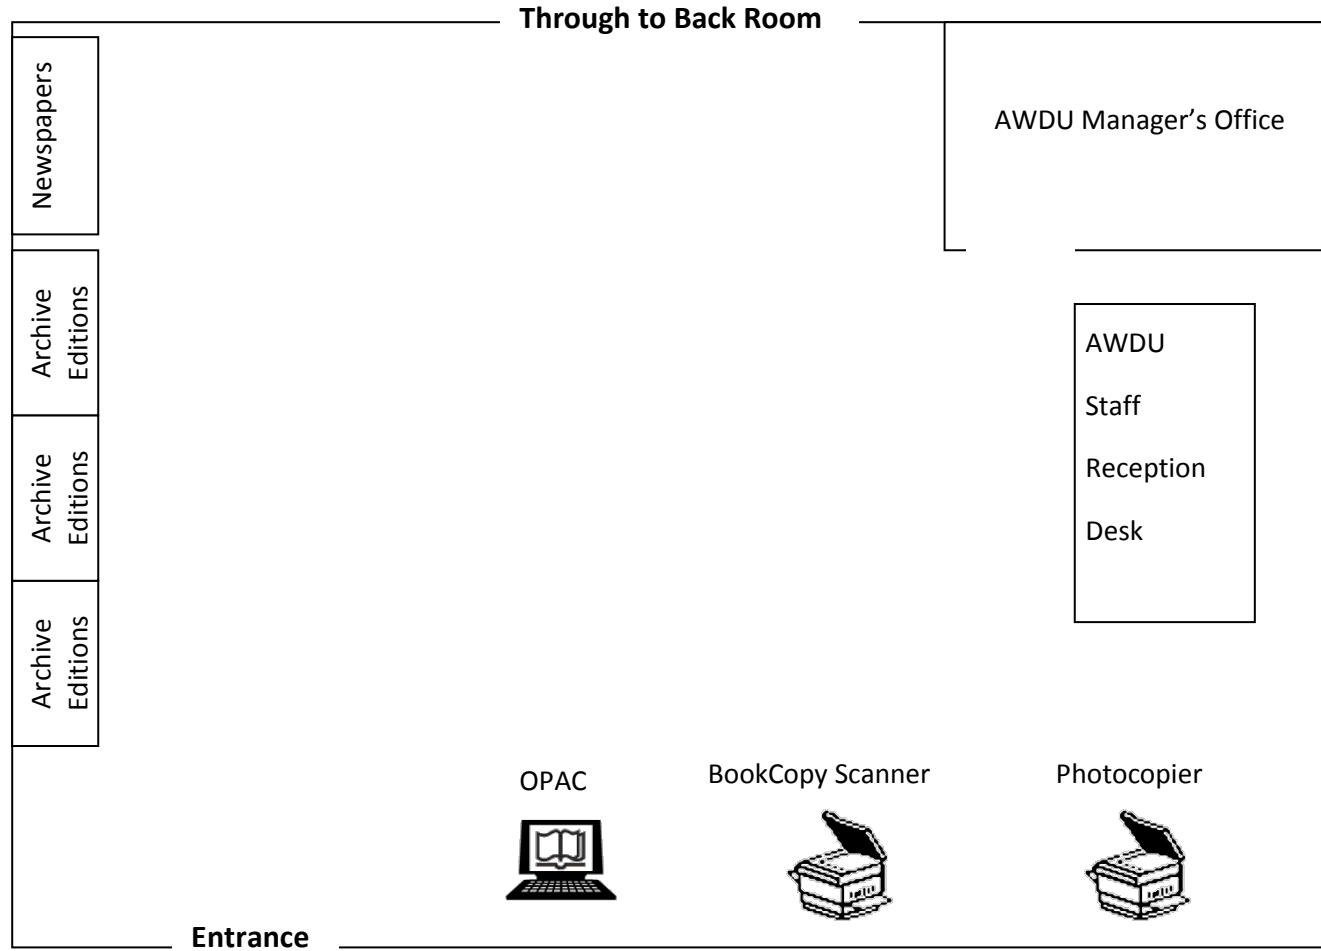 Through to Back Room
Newspapers
AWDU Manager’s Office
Archive
Editions
AWDU
Staff
Reception
Desk
Archive
Editions
Archive
Editions
OPAC
BookCopy Scanner
Photocopier
Entrance